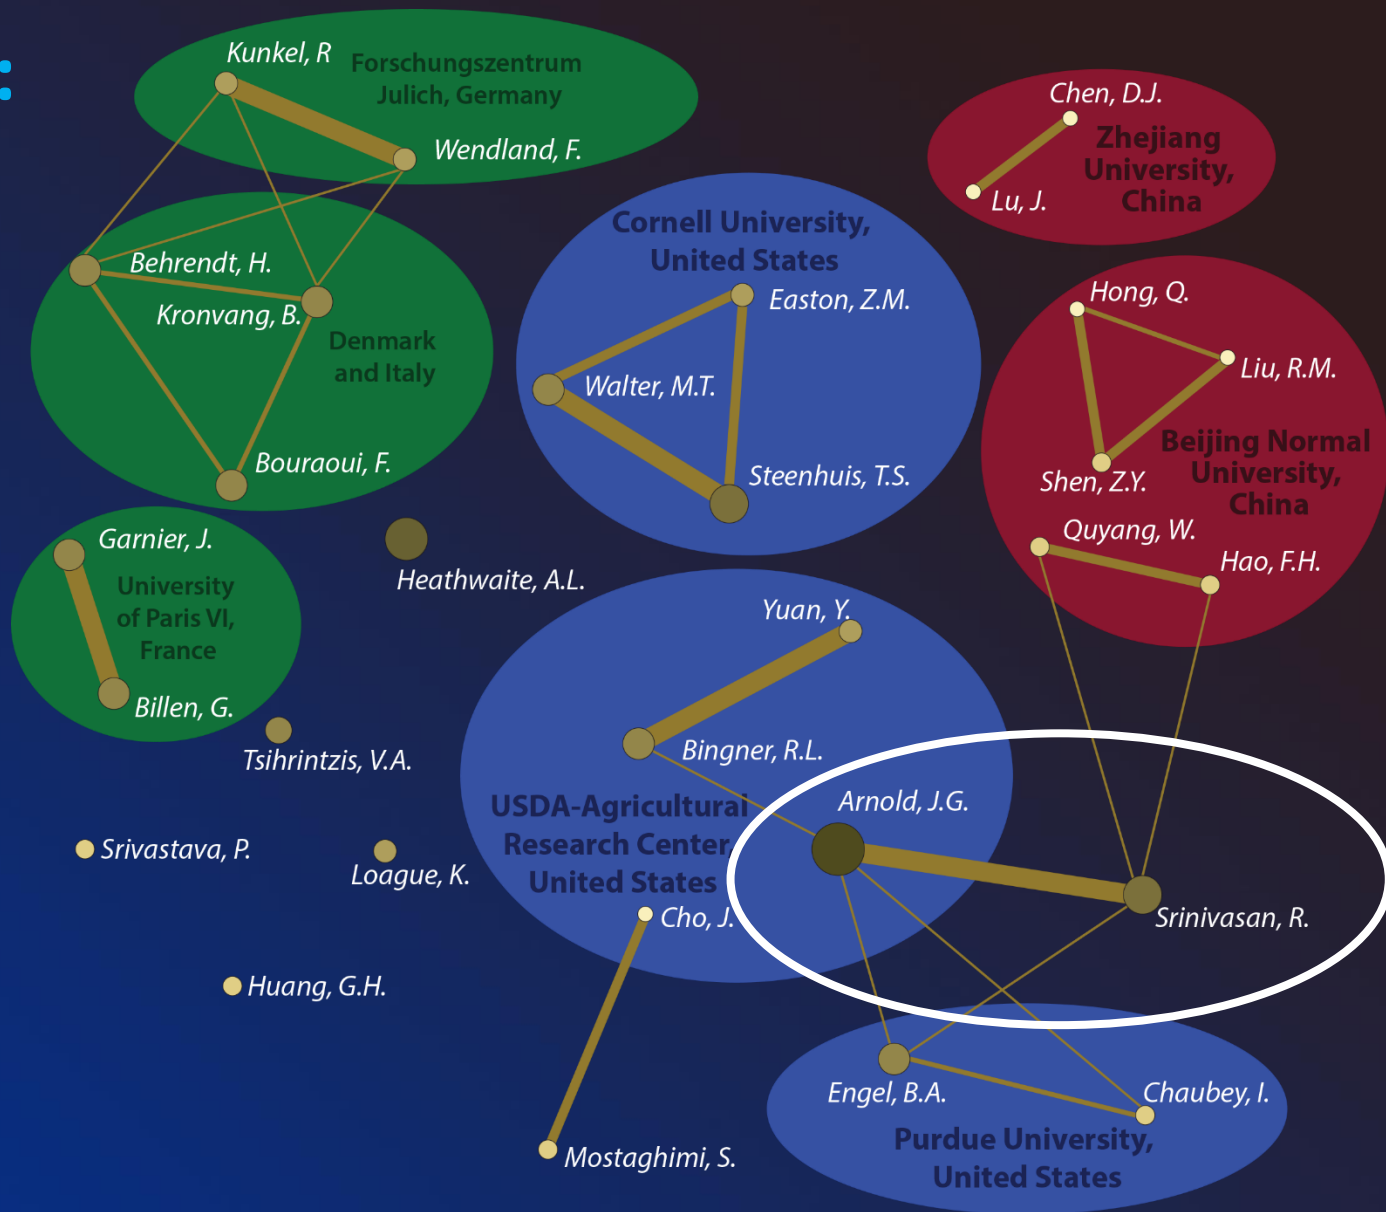 Kunkel, R
Forschungszentrum
Julich, Germany
Wendland, F.
Behrendt, H.
Kronvang, B.
Denmark
and Italy
Bouraoui, F.
Garnier, J.
University
of Paris VI,
France
Billen, G.
Heathwaite, A.L.
Tsihrintzis, V.A.
Srivastava, P.
Loague, K.
Huang, G.H.
Cornell University,
United States
Easton, Z.M.
Walter, M.T.
Steenhuis, T.S.
Chen, D.J.
Zhejiang
University,
China
Lu, J.
Hong, Q.
Liu, R.M.
Beijing Normal
University,
China
Shen, Z.Y.
Quyang, W.
Hao, F.H.
Yuan, Y.
Bingner, R.L.
Arnold, J.G.
USDA-Agricultural
Research Center,
United States
Cho, J.
Srinivasan, R.
Mostaghimi, S.
Engel, B.A.
Chaubey, I.
Purdue University,
United States